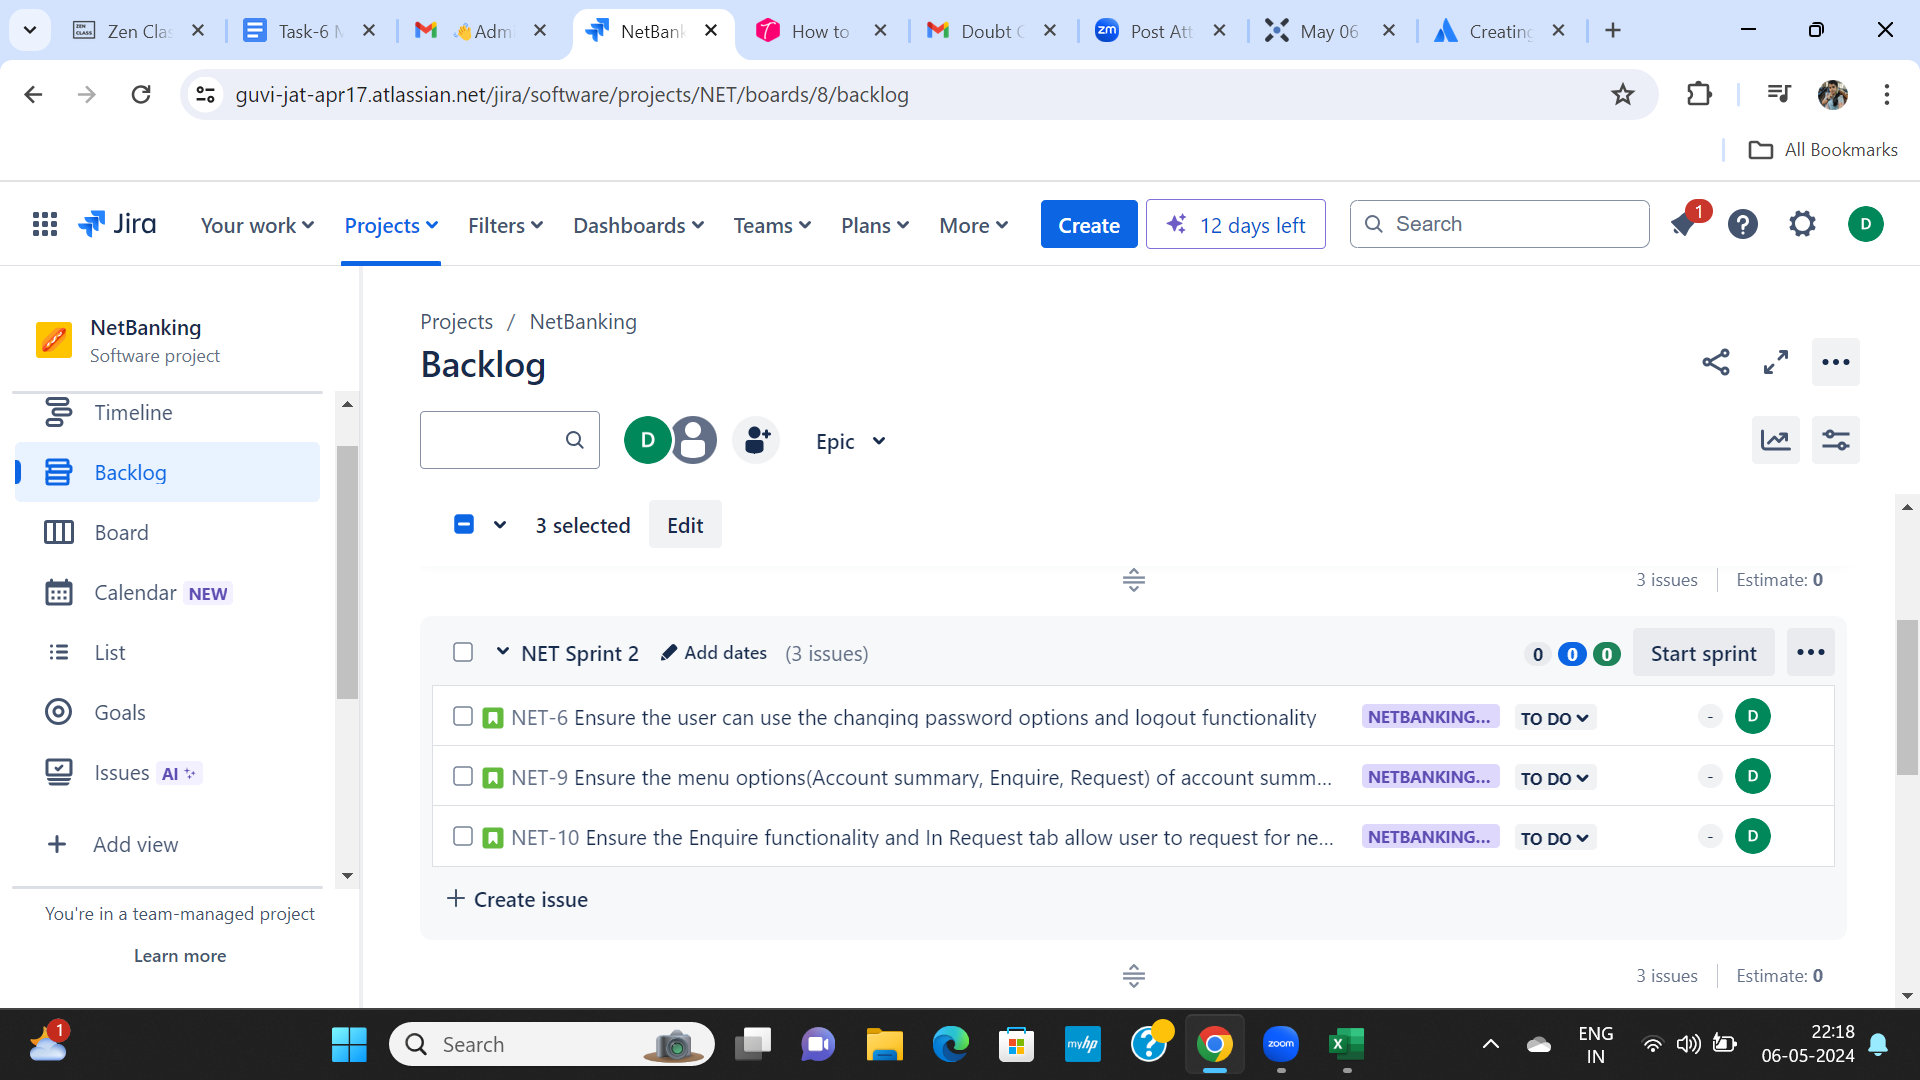 Zen Clas
Task-6 M
👋Adm
NetBank
How to
Doubt C
zm
Post Att
May 06
Creating
guvi-jat-apr17.atlassian.net/jira/software/projects/NET/boards/8/backlog
All Bookmarks
Jira
Your work
Projects
Filters
Dashboards
Teams
Plans
More
Create
12 days left
Search
1
D
NetBanking
Software project
Timeline
Backlog
Board
Calendar NEW
List
Goals
Issues AI
Add view
You're in a team-managed project
Learn more
Projects / NetBanking
Backlog
D
Epic
3 selected
Edit
3 issues
Estimate: 0
NET Sprint 2
Add dates
(3 issues)
0 0 0
Start sprint
NET-6 Ensure the user can use the changing password options and logout functionality NETBANKING... TO DO - D
NET-9 Ensure the menu options(Account summary, Enquire, Request) of account summ... NETBANKING... TO DO - D
NET-10 Ensure the Enquire functionality and In Request tab allow user to request for ne... NETBANKING... TO DO - D
+ Create issue
3 issues
Estimate: 0
1
Search
myhp
zoom
ENG
IN
22:18
06-05-2024